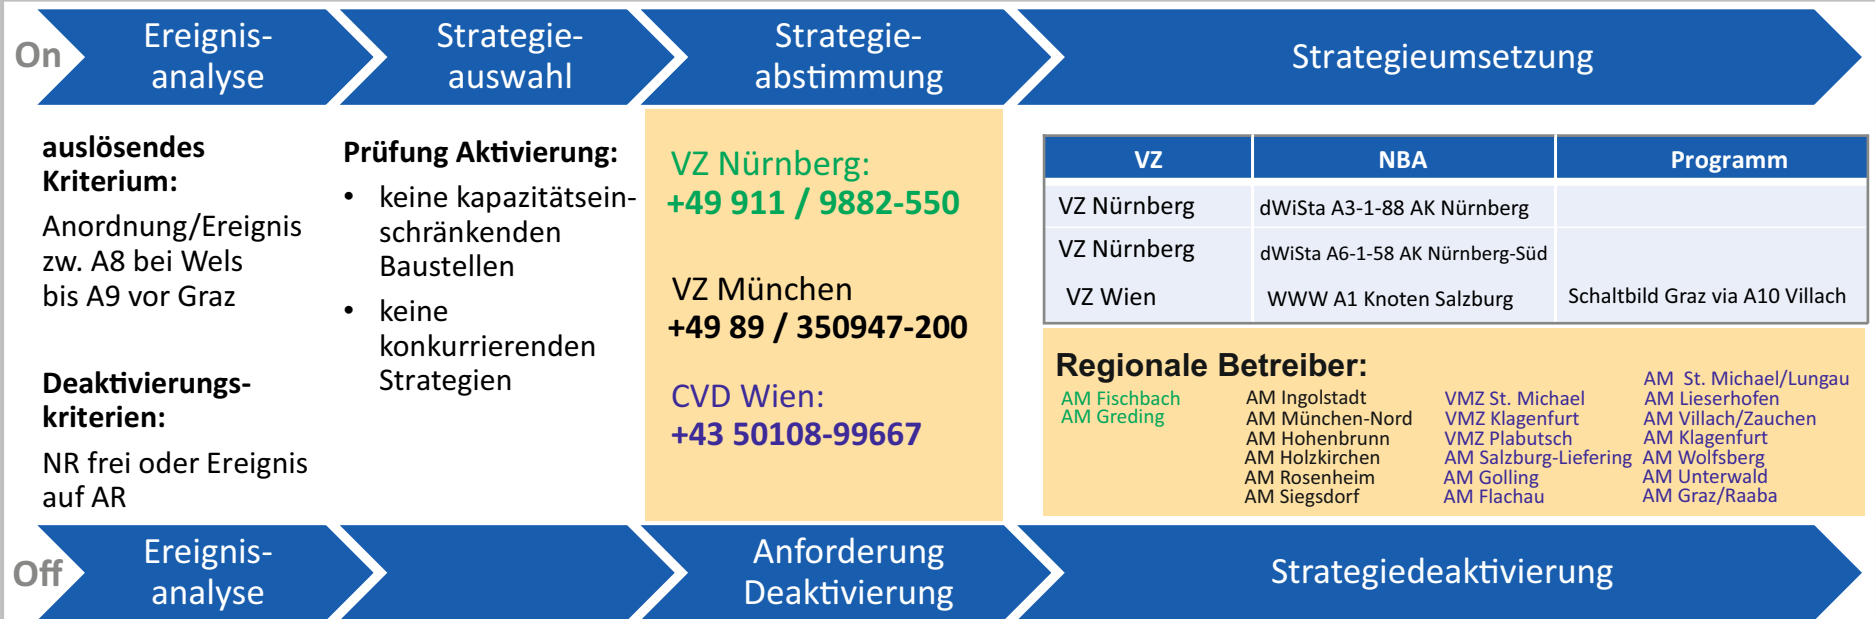 On
Ereignis-
analyse
Strategie-
auswahl
Strategie-
abstimmung
Strategieumsetzung
auslösendes
Kriterium:
Anordnung/Ereignis
zw. A8 bei Wels
bis A9 vor Graz
Deaktivierungs-
kriterien:
NR frei oder Ereignis
auf AR
Prüfung Aktivierung:
• keine kapazitätsein-
schränkenden
Baustellen
• keine
konkurrierenden
Strategien
VZ Nürnberg:
+49 911 / 9882-550
VZ München
+49 89 / 350947-200
CVD Wien:
+43 50108-99667
VZ NBA Programm
VZ Nürnberg dWiSta A3-1-88 AK Nürnberg
VZ Nürnberg dWiSta A6-1-58 AK Nürnberg-Süd
VZ Wien WWW A1 Knoten Salzburg Schaltbild Graz via A10 Villach
Regionale Betreiber:
AM Fischbach
AM Greding
AM Ingolstadt
AM München-Nord
AM Hohenbrunn
AM Holzkirchen
AM Rosenheim
AM Siegsdorf
VMZ St. Michael
VMZ Klagenfurt
VMZ Plabutsch
AM Salzburg-Liefering
AM Golling
AM Flachau
AM St. Michael/Lungau
AM Lieserhofen
AM Villach/Zauchen
AM Klagenfurt
AM Wolfsberg
AM Unterwald
AM Graz/Raaba
Off
Ereignis-
analyse
Anforderung
Deaktivierung
Strategiedeaktivierung